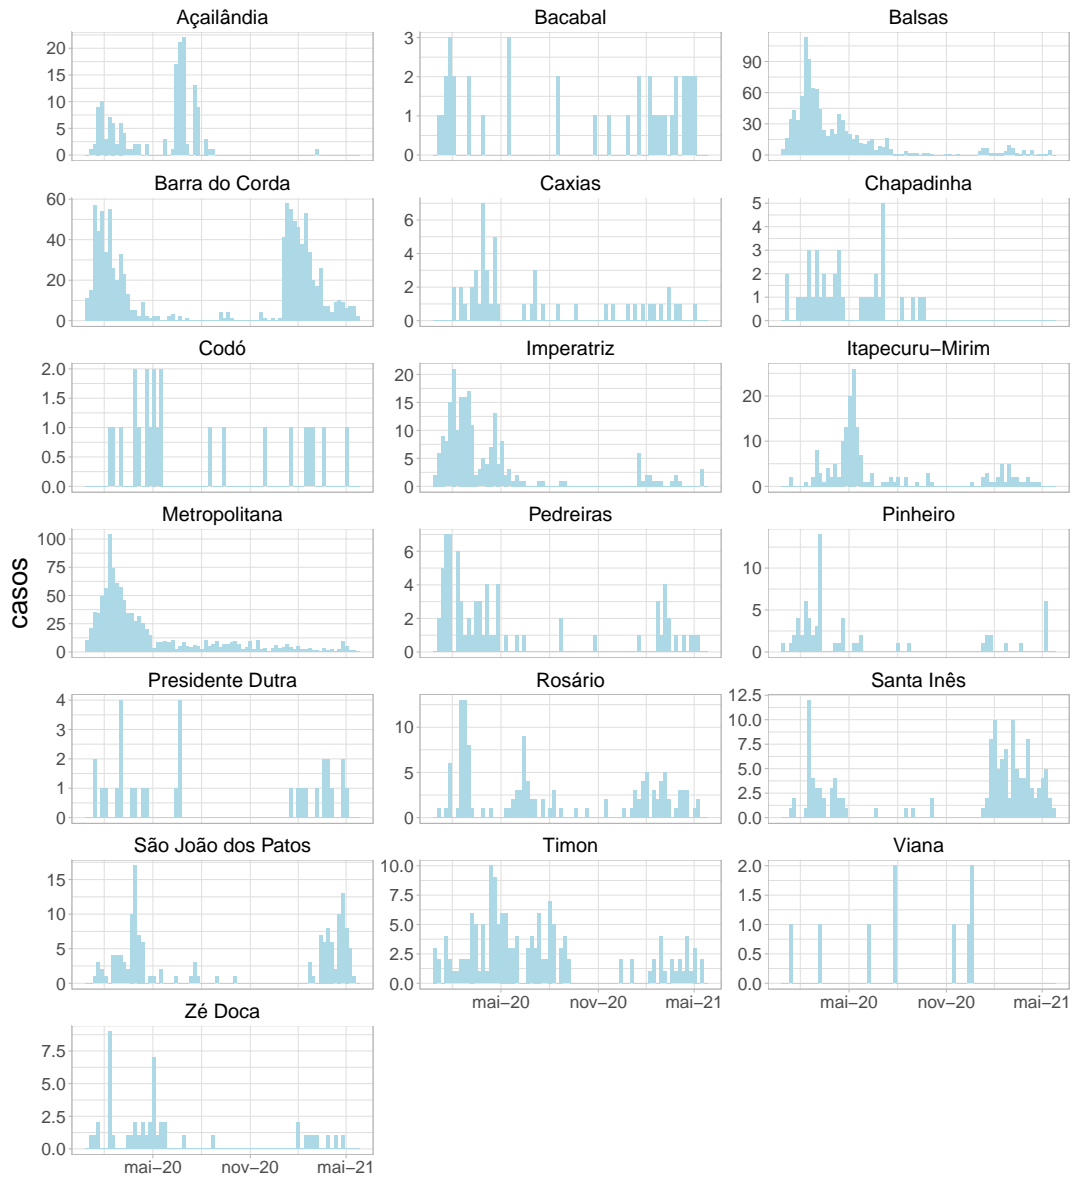 Açailândia
Bacabal
Balsas
20
15
10
5
0
3
2
1
0
90
60
30
0
Barra do Corda
Caxias
Chapadinha
60
40
20
0
6
4
2
0
5
4
3
2
1
0
Codó
Imperatriz
Itapecuru−Mirim
2.0
1.5
1.0
0.5
0.0
20
15
10
5
0
20
10
0
Metropolitana
Pedreiras
Pinheiro
100
75
50
25
0
6
4
2
0
10
5
0
casos
Presidente Dutra
Rosário
Santa Inês
4
3
2
1
0
10
5
0
12.5
10.0
7.5
5.0
2.5
0.0
São João dos Patos
Timon
Viana
15
10
5
0
10.0
7.5
5.0
2.5
0.0
2.0
1.5
1.0
0.5
0.0
mai−20
nov−20
mai−21
mai−20
nov−20
mai−21
Zé Doca
7.5
5.0
2.5
0.0
mai−20
nov−20
mai−21